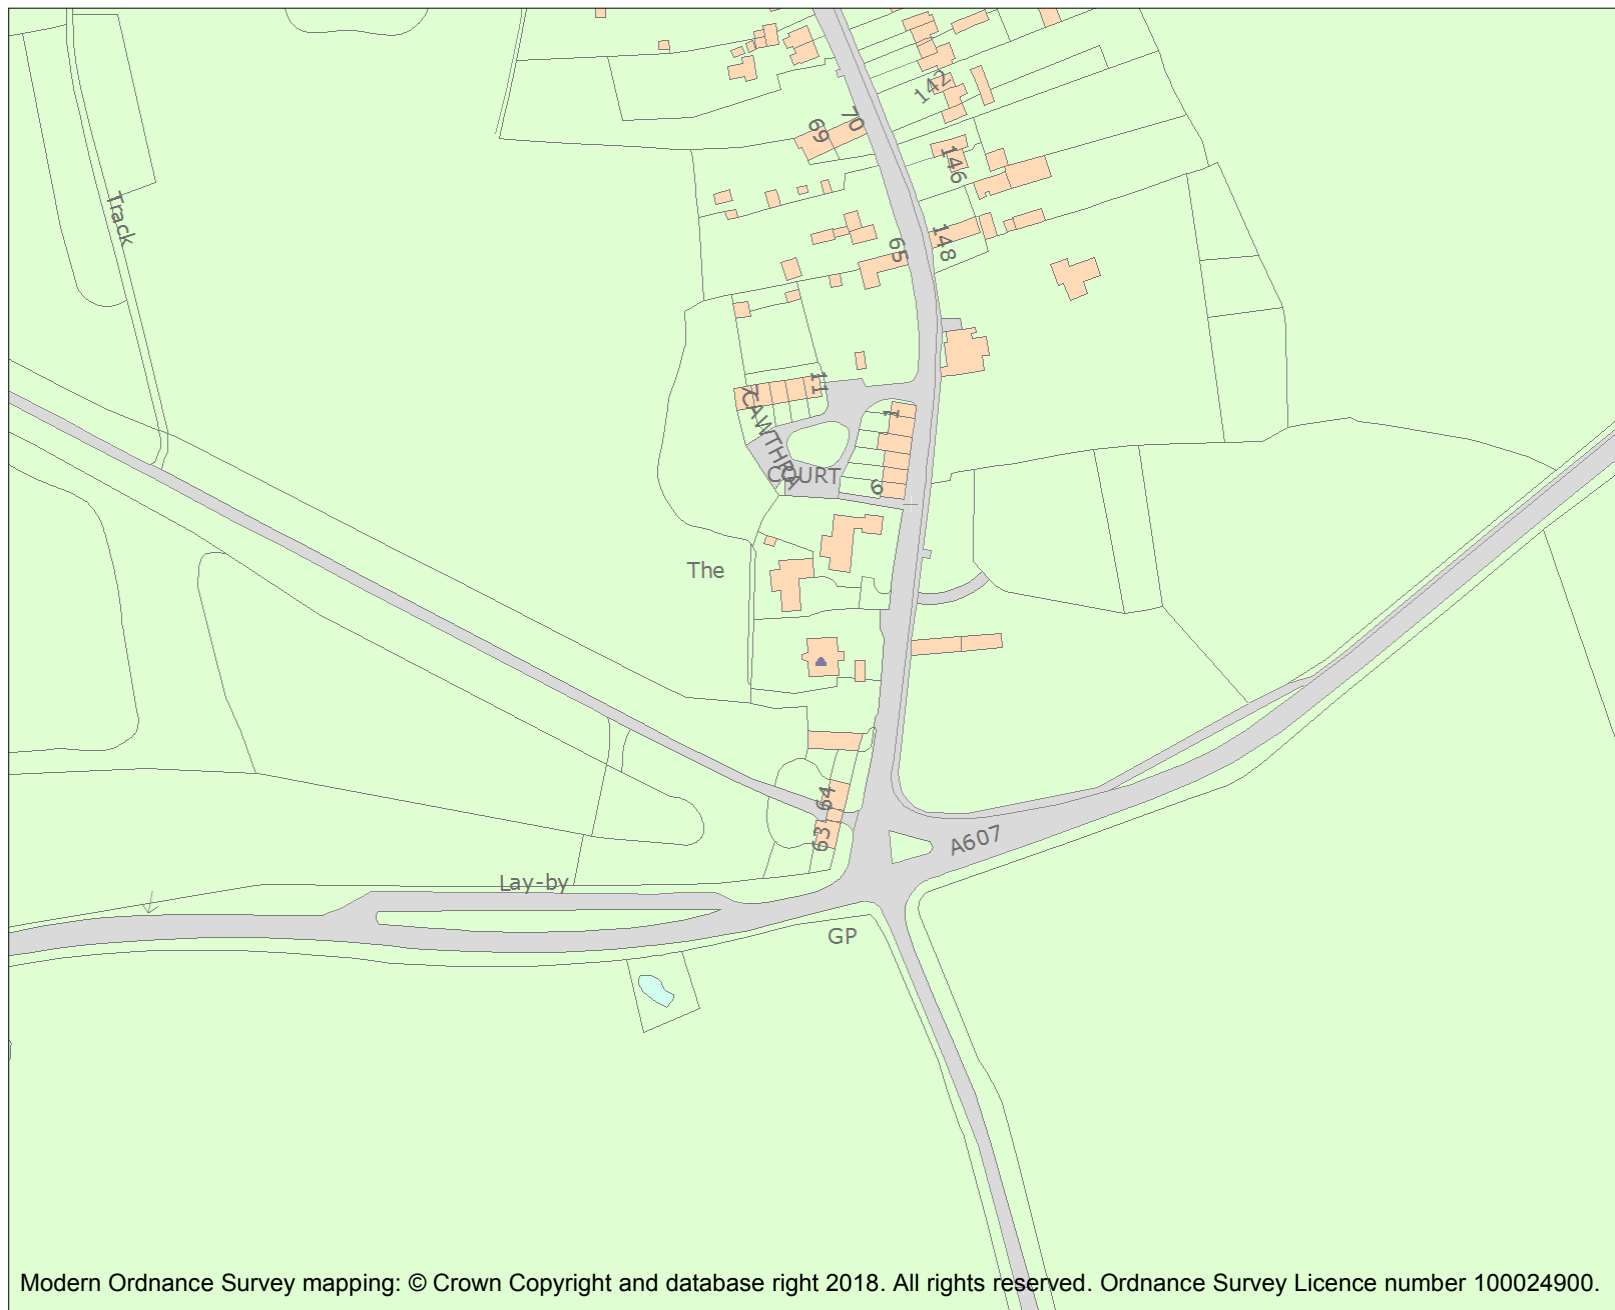 142
70
69
146
Track
148
65
11
7
1
CAWTHRA
COURT
6
The
64
63
A607
Lay-by
GP
Modern Ordnance Survey mapping: © Crown Copyright and database right 2018. All rights reserved. Ordnance Survey Licence number 100024900.